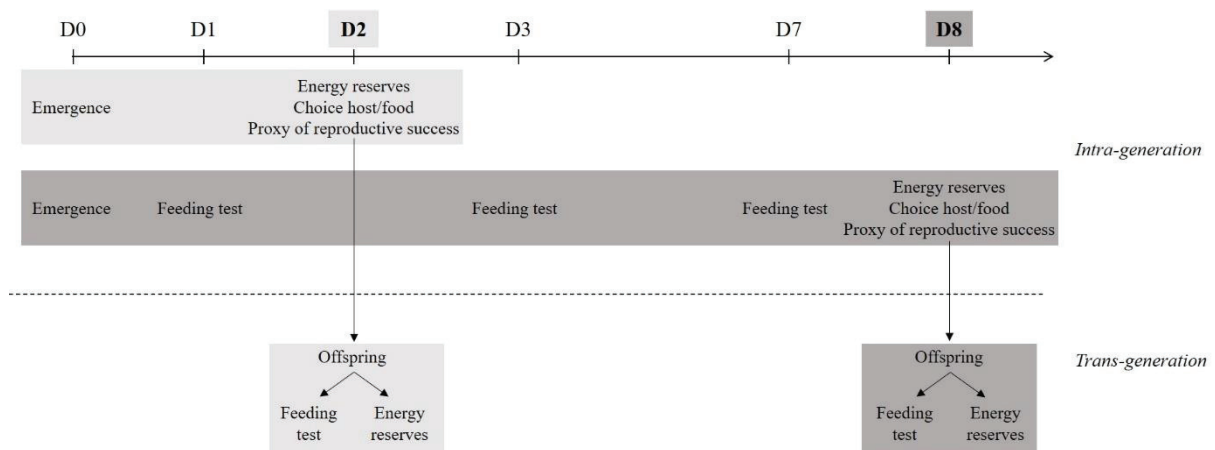 D0 D1 D2 D3 D7 D8
Energy reserves
Emergence Choice host/food
Proxy of reproductive success
Intra-generation
Energy reserves
Emergence Feeding test Feeding test Feeding test Choice host/food
Proxy of reproductive success
Offspring Offspring
Trans-generation
Feeding Energy Feeding Energy
test reserves test reserves